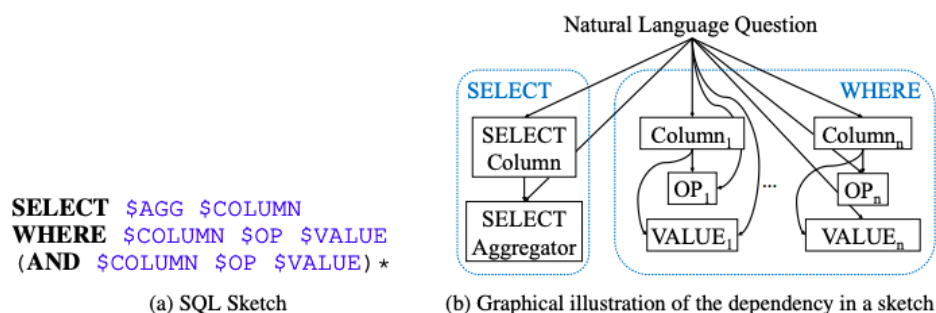 SELECT $AGG $COLUMN
WHERE $COLUMN $OP $VALUE
(AND $COLUMN $OP $VALUE)*
(a) SQL Sketch
Natural Language Question
SELECT
WHERE
SELECT
Column
SELECT
Aggregator
Column1
OP1
VALUE1
...
Columnn
OPn
VALUEn
(b) Graphical illustration of the dependency in a sketch